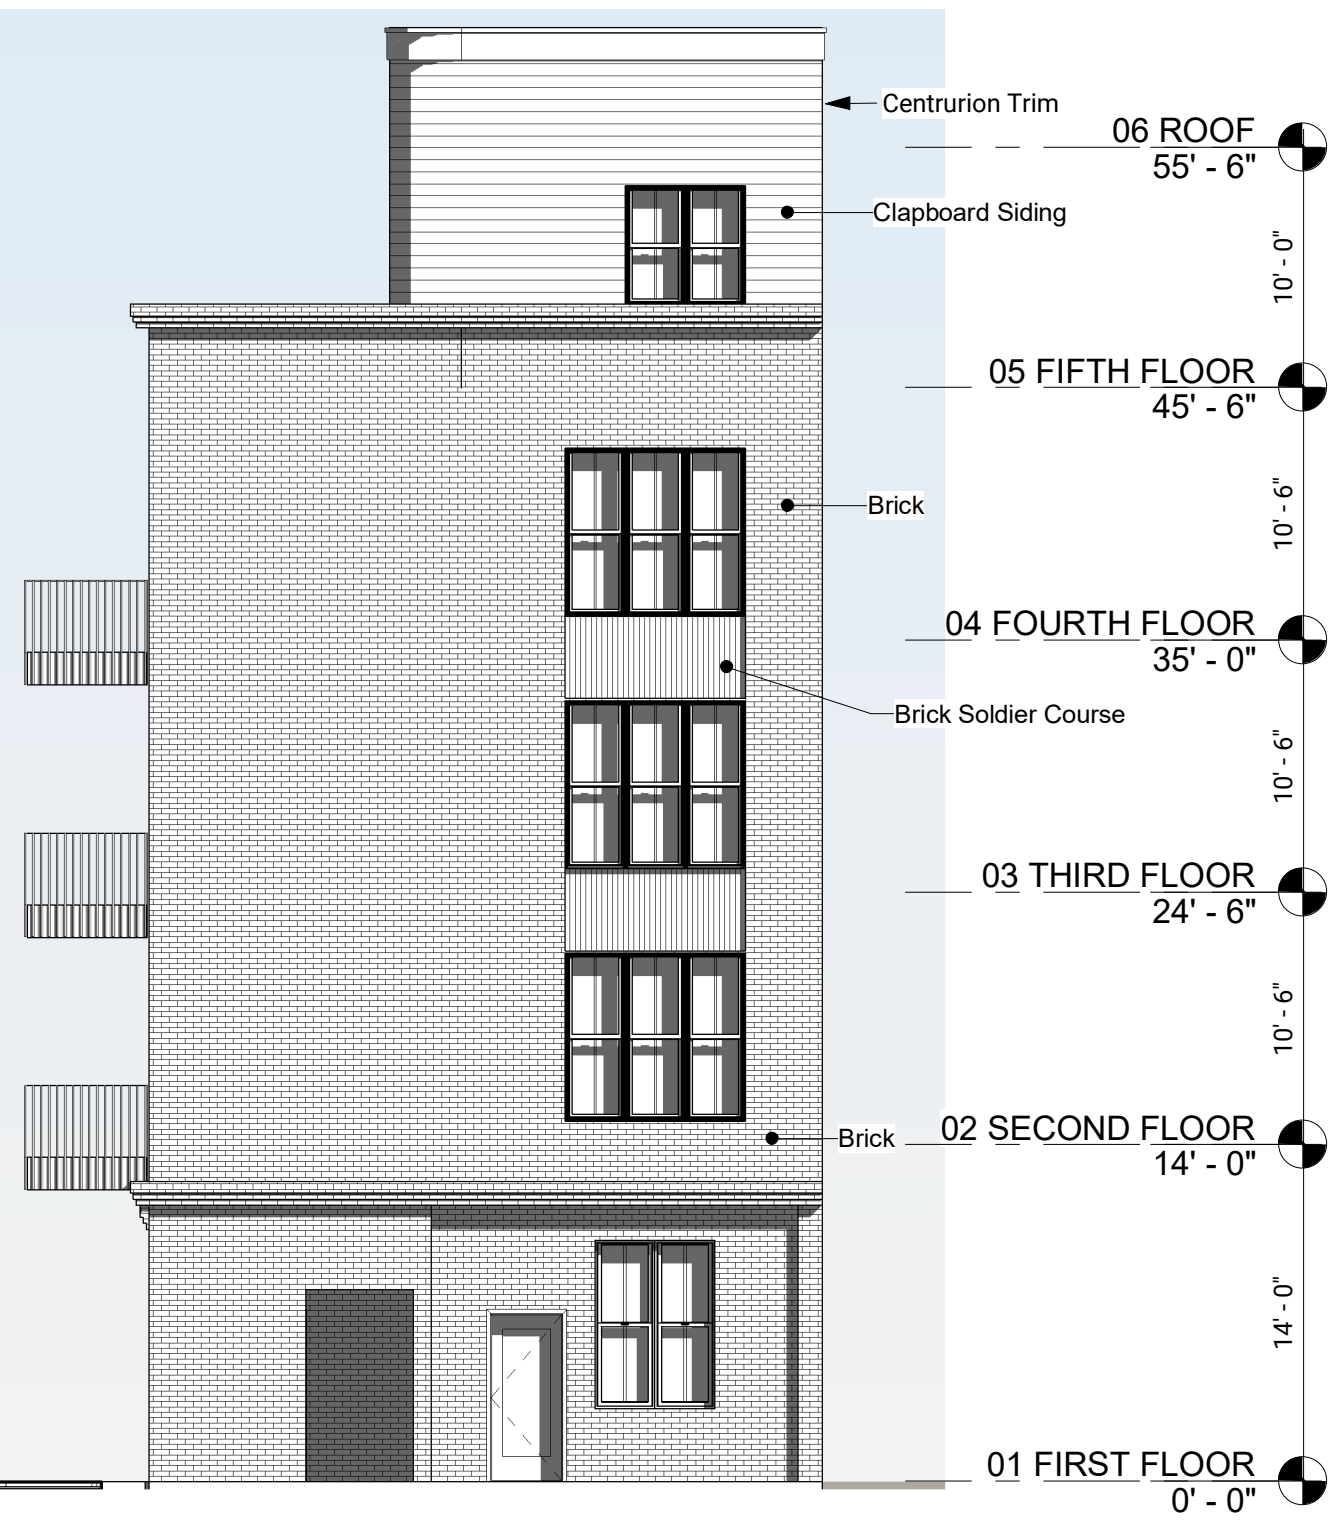 Centrurion Trim
06 ROOF
55' - 6"
Clapboard Siding
10' - 0"
05 FIFTH FLOOR
45' - 6"
Brick
10' - 6"
04 FOURTH FLOOR
35' - 0"
Brick Soldier Course
10' - 6"
03 THIRD FLOOR
24' - 6"
10' - 6"
Brick
02 SECOND FLOOR
14' - 0"
14' - 0"
01 FIRST FLOOR
0' - 0"